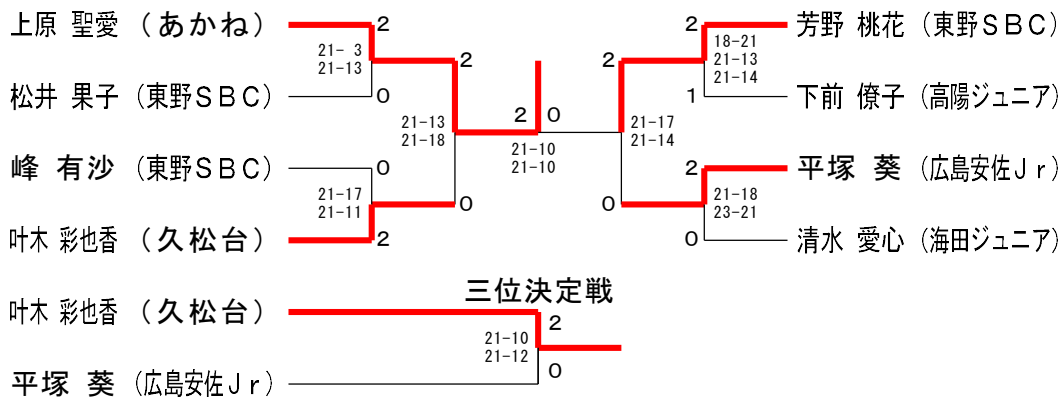 上原 聖愛 （あかね） 2 2 芳野 桃花 （東野ＳＢＣ）
21- 3 2 2 18-21
21-13 21-13
21-14
松井 果子 （東野ＳＢＣ） 0 1 下前 僚子 （高陽ジュニア）
21-13 2 0 21-17
21-18 21-10 21-14
21-10
峰 有沙 （東野ＳＢＣ） 0 2 平塚 葵 （広島安佐Ｊｒ）
21-17 0 0 21-18
21-11 23-21
叶木 彩也香 （久松台） 2 0 清水 愛心 （海田ジュニア）
三位決定戦
叶木 彩也香 （久松台） 2
21-10
21-12
平塚 葵 （広島安佐Ｊｒ） 0